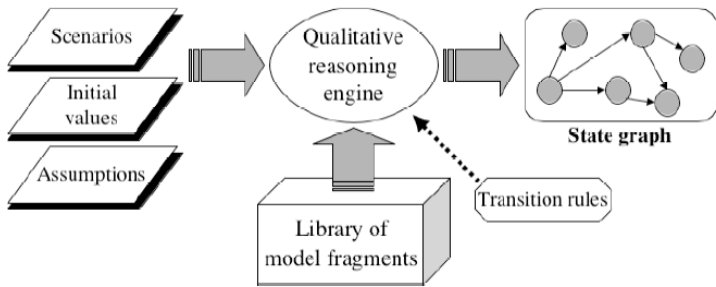 Scenarios
Initial
values
Assumptions
Qualitative
reasoning
engine
State graph
Transition rules
Library of
model fragments